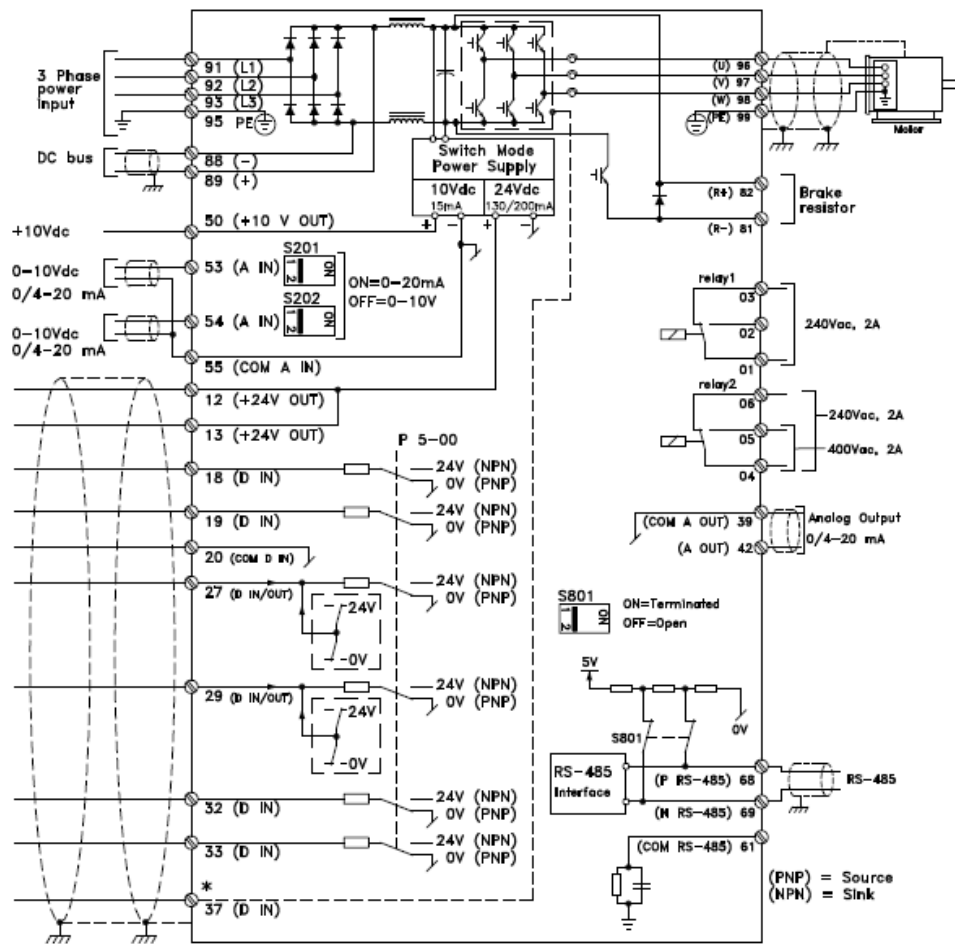 3 Phase
power
input
91 (L1)
92 (L2)
93 (L3)
95 PE
DC bus
88 (-)
89 (+)
+10Vdc
50 (+10 V OUT)
Switch Mode
Power Supply
10Vdc
15mA
24Vdc
130/200mA
+ - + -
0-10Vdc
0/4-20 mA
53 (A IN)
S201
1 2 ON
ON=0-20mA
OFF=0-10V
0-10Vdc
0/4-20 mA
54 (A IN)
S202
1 2 ON
55 (COM A IN)
12 (+24V OUT)
13 (+24V OUT)
P 5-00
18 (D IN)
24V (NPN)
0V (PNP)
19 (D IN)
24V (NPN)
0V (PNP)
20 (COM D IN)
27 (D IN/OUT)
24V (NPN)
0V (PNP)
24V
0V
29 (D IN/OUT)
24V (NPN)
0V (PNP)
24V
0V
32 (D IN)
24V (NPN)
0V (PNP)
33 (D IN)
24V (NPN)
0V (PNP)
*
37 (D IN)
(U) 96
(V) 97
(W) 98
(PE) 99
Motor
(R+) 82
(R-) 81
Brake
resistor
relay1
03
02
01
240Vac, 2A
relay2
06
05
04
240Vac, 2A
400Vac, 2A
(COM A OUT) 39
(A OUT) 42
Analog Output
0/4-20 mA
S801
1 2 ON
ON=Terminated
OFF=Open
5V
S801
0V
RS-485
Interface
(P RS-485) 68
(N RS-485) 69
(COM RS-485) 61
RS-485
(PNP) = Source
(NPN) = Sink